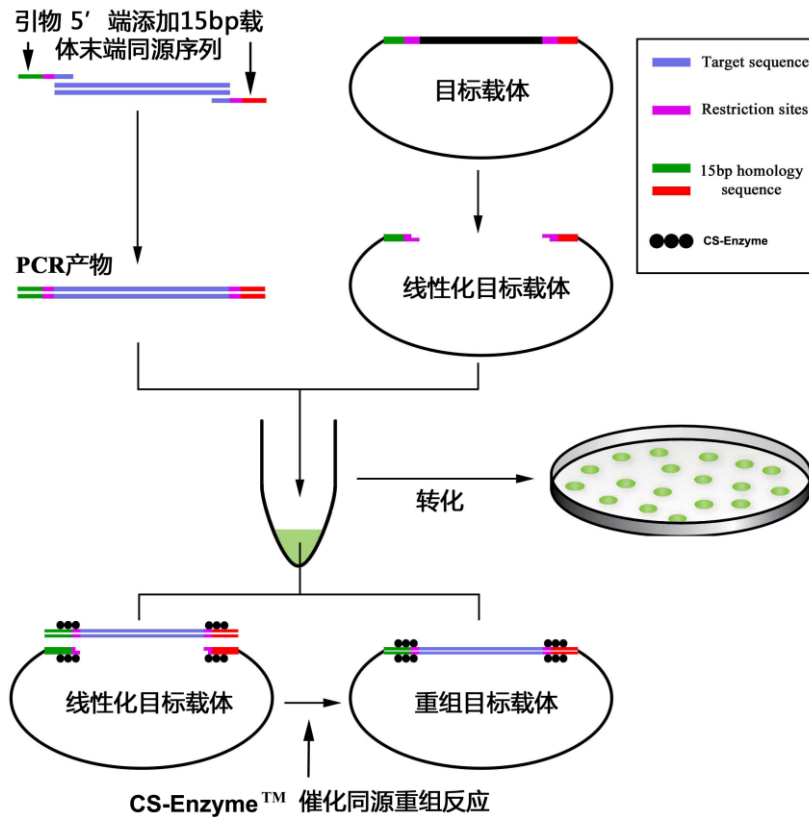 引物 5′ 端添加15bp载
体末端同源序列
目标载体
Target sequence
Restriction sites
15bp homology
sequence
CS-Enzyme
PCR产物
线性化目标载体
转化
线性化目标载体
重组目标载体
CS-Enzyme™ 催化同源重组反应